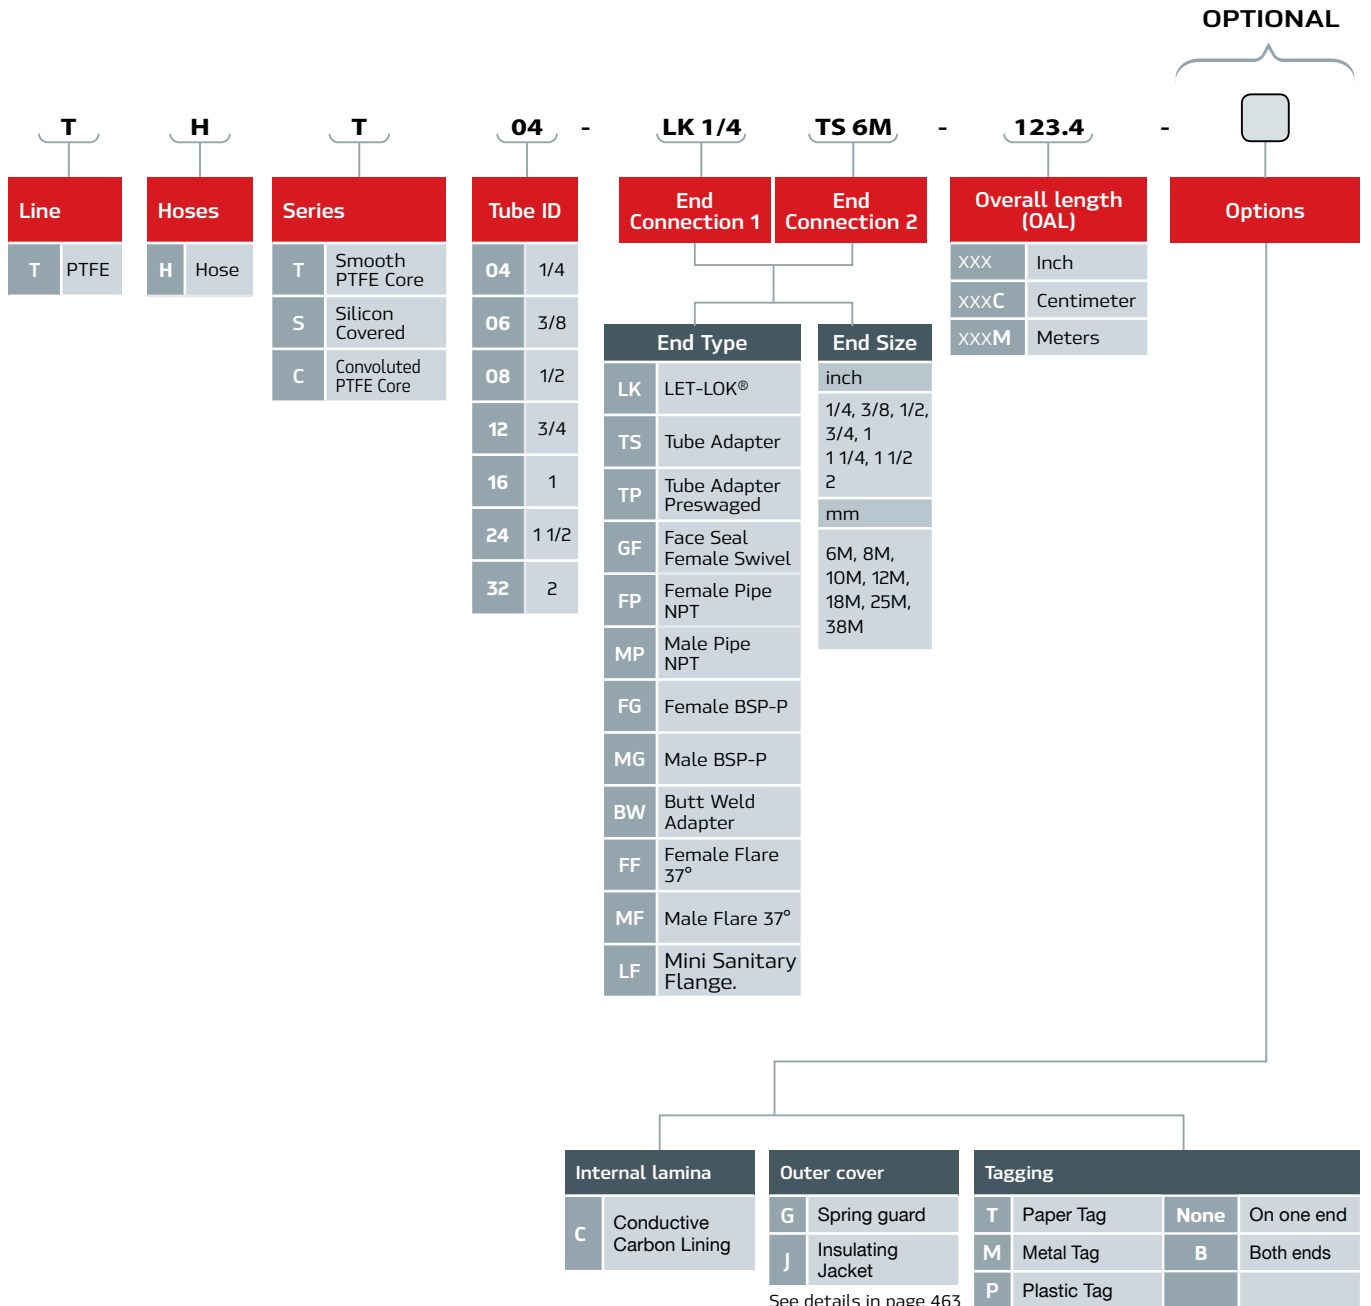 OPTIONAL
T H T 04 - LK 1/4 TS 6M - 123.4 -
Line
T PTFE
Hoses
H Hose
Series
T Smooth
PTFE Core
S Silicon
Covered
C Convoluted
PTFE Core
Tube ID
04 1/4
06 3/8
08 1/2
12 3/4
16 1
24 1 1/2
32 2
End
Connection 1
End
Connection 2
End Type
LK LET-LOK®
TS Tube Adapter
TP Tube Adapter
Preswaged
GF Face Seal
Female Swivel
FP Female Pipe
NPT
MP Male Pipe
NPT
FG Female BSP-P
MG Male BSP-P
BW Butt Weld
Adapter
FF Female Flare
37°
MF Male Flare 37°
LF Mini Sanitary
Flange.
End Size
inch
1/4, 3/8, 1/2,
3/4, 1
1 1/4, 1 1/2
2
mm
6M, 8M,
10M, 12M,
18M, 25M,
38M
Overall length
(OAL)
XXX Inch
XXXC Centimeter
XXXM Meters
Options
Internal lamina
C Conductive
Carbon Lining
Outer cover
G Spring guard
J Insulating
Jacket
See details in page 463
Tagging
T Paper Tag None On one end
M Metal Tag B Both ends
P Plastic Tag